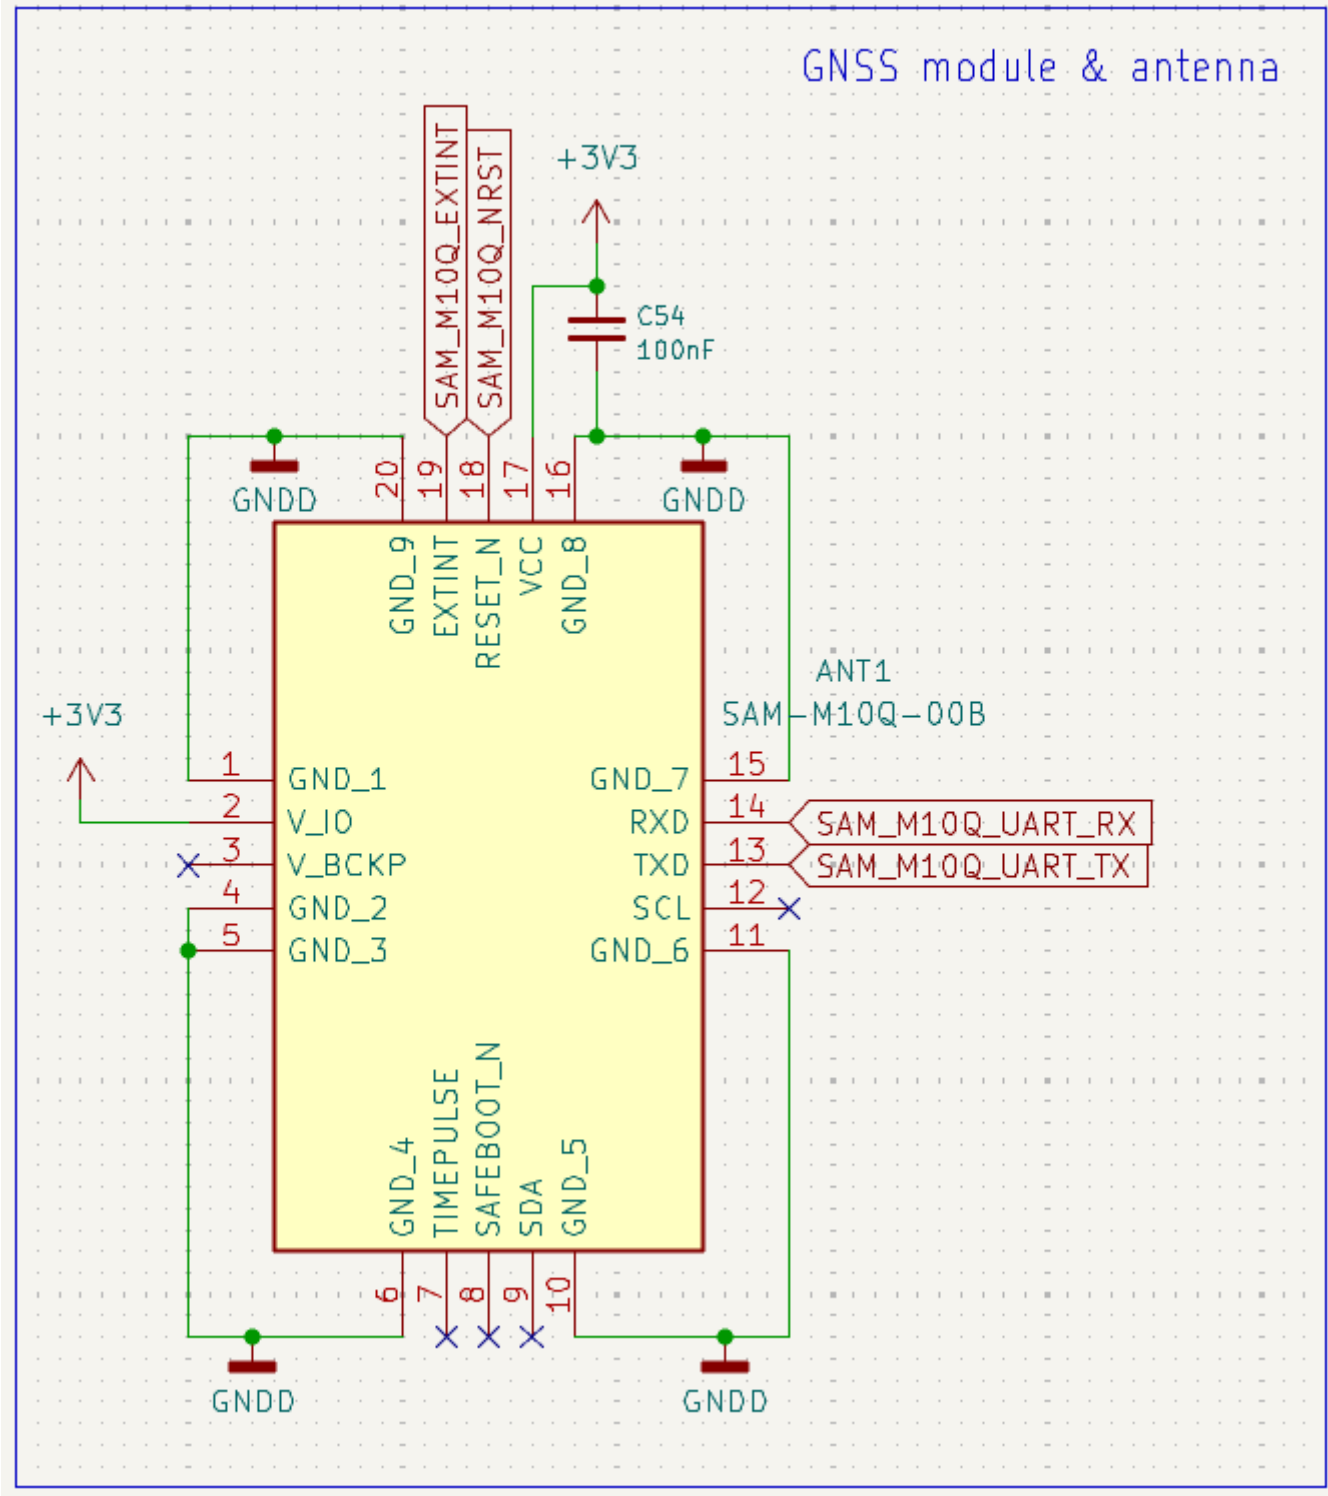 GNSS module & antenna
SAM_M10Q_EXTINT
SAM_M10Q_NRST
+3V3
C54
100nF
GNDD
20
19
18
17
16
GNDD
GND_9
EXTINT
RESET_N
VCC
GND_8
ANT1
SAM-M10Q-00B
+3V3
1
GND_1
GND_7
15
2
V_IO
RXD
14
SAM_M10Q_UART_RX
3
V_BCKP
TXD
13
SAM_M10Q_UART_TX
4
GND_2
SCL
12
5
GND_3
GND_6
11
GND_4
TIMEPULSE
SAFEBOOT_N
SDA
GND_5
6
7
8
9
10
GNDD
GNDD